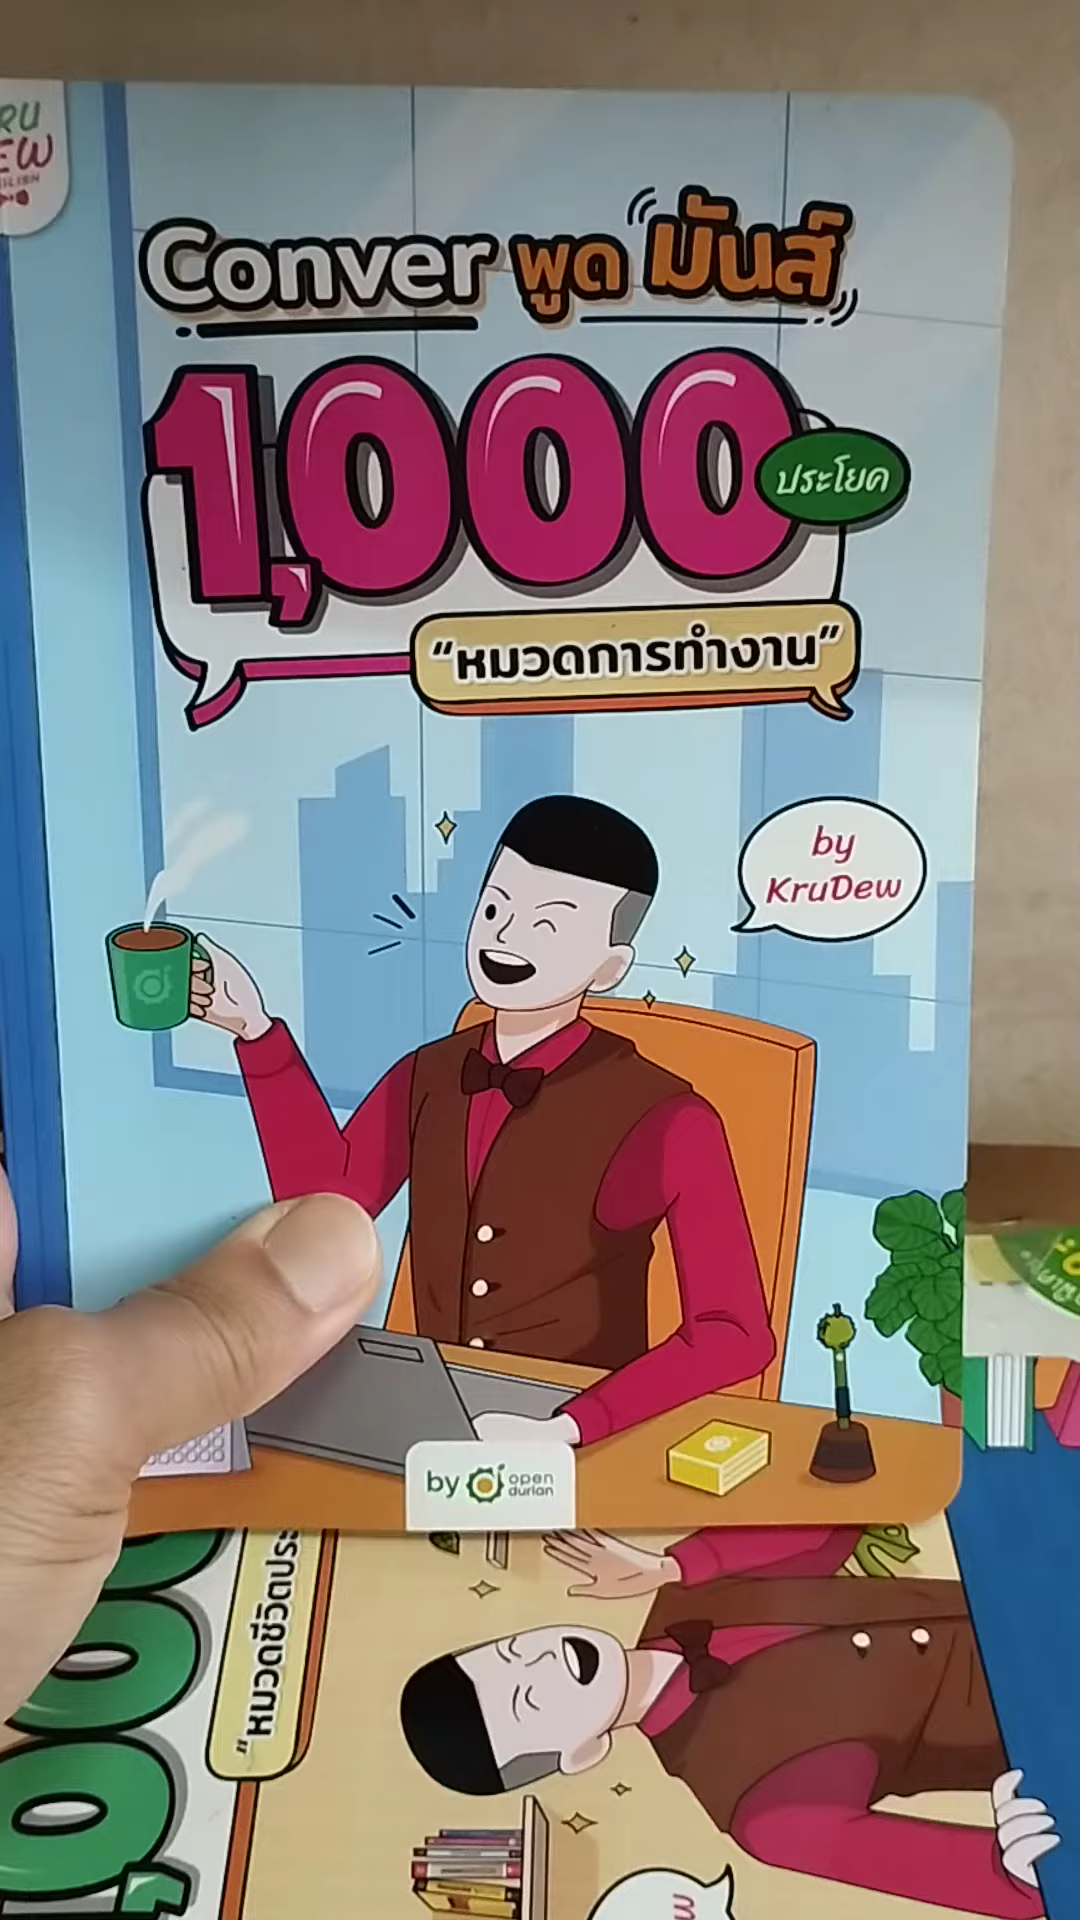 Conver พูด มันส์
1,000
ประโยค
“หมวดการทำงาน”
by
KruDew
by open
durian
“หมวดชีวิตประ